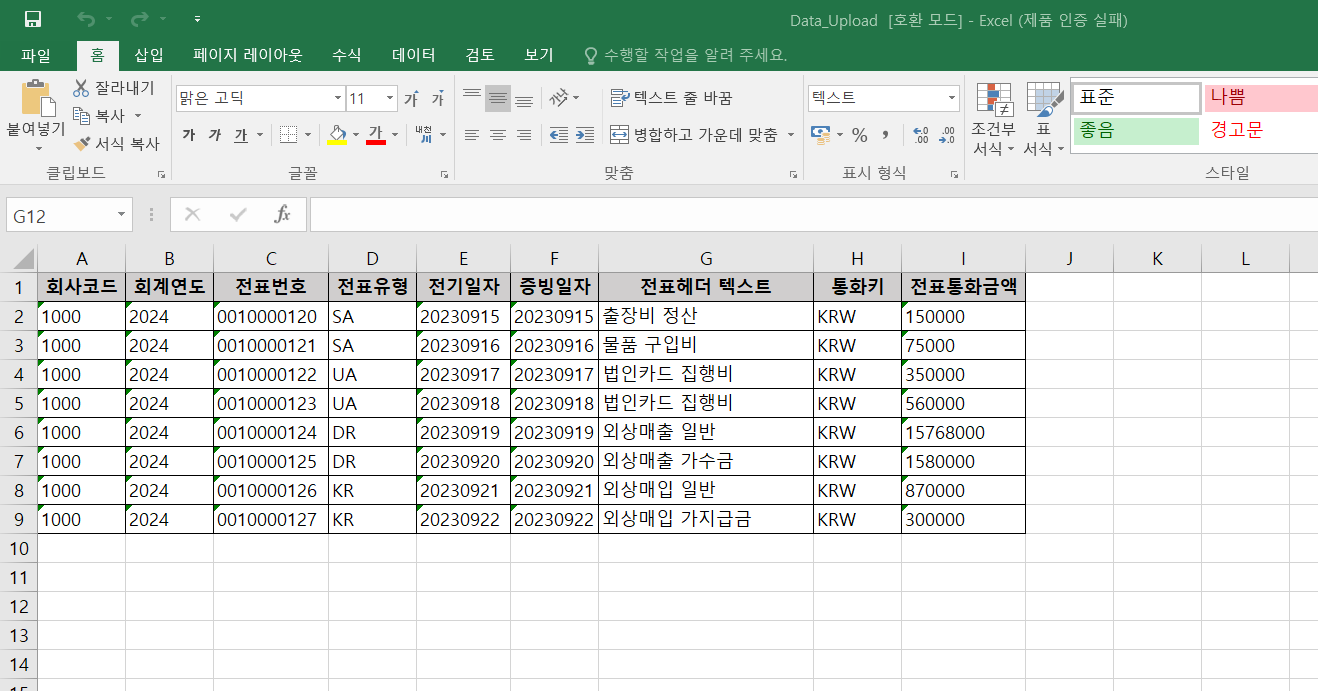 Data_Upload [호환 모드] - Excel (제품 인증 실패)
파일 홈 삽입 페이지 레이아웃 수식 데이터 검토 보기 수행할 작업을 알려 주세요.
붙여넣기
잘라내기
복사
서식 복사
클립보드
맑은 고딕 11 가 가
가 가 가 가 내천 川
글꼴
텍스트 줄 바꿈
병합하고 가운데 맞춤
맞춤
텍스트
% , .0 .00 .00 .0
표시 형식
조건부 서식
표 서식
표준 나쁨
좋음 경고문
스타일
G12 fx
A B C D E F G H I J K L
1 회사코드 회계연도 전표번호 전표유형 전기일자 증빙일자 전표헤더 텍스트 통화키 전표통화금액
2 1000 2024 0010000120 SA 20230915 20230915 출장비 정산 KRW 150000
3 1000 2024 0010000121 SA 20230916 20230916 물품 구입비 KRW 75000
4 1000 2024 0010000122 UA 20230917 20230917 법인카드 집행비 KRW 350000
5 1000 2024 0010000123 UA 20230918 20230918 법인카드 집행비 KRW 560000
6 1000 2024 0010000124 DR 20230919 20230919 외상매출 일반 KRW 15768000
7 1000 2024 0010000125 DR 20230920 20230920 외상매출 가수금 KRW 1580000
8 1000 2024 0010000126 KR 20230921 20230921 외상매입 일반 KRW 870000
9 1000 2024 0010000127 KR 20230922 20230922 외상매입 가지급금 KRW 300000
10
11
12
13
14
15